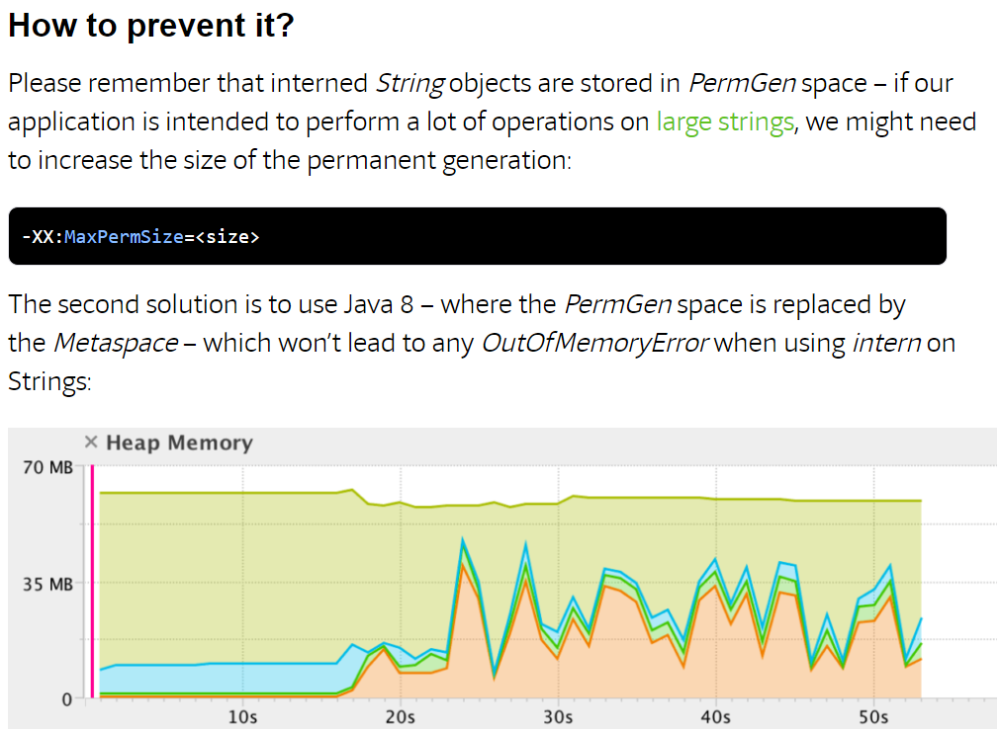 How to prevent it?
Please remember that interned String objects are stored in PermGen space – if our
application is intended to perform a lot of operations on large strings, we might need
to increase the size of the permanent generation:
-XX:MaxPermSize=<size>
The second solution is to use Java 8 – where the PermGen space is replaced by
the Metaspace – which won’t lead to any OutOfMemoryError when using intern on
Strings:
× Heap Memory
70 MB
35 MB
0
10s 20s 30s 40s 50s